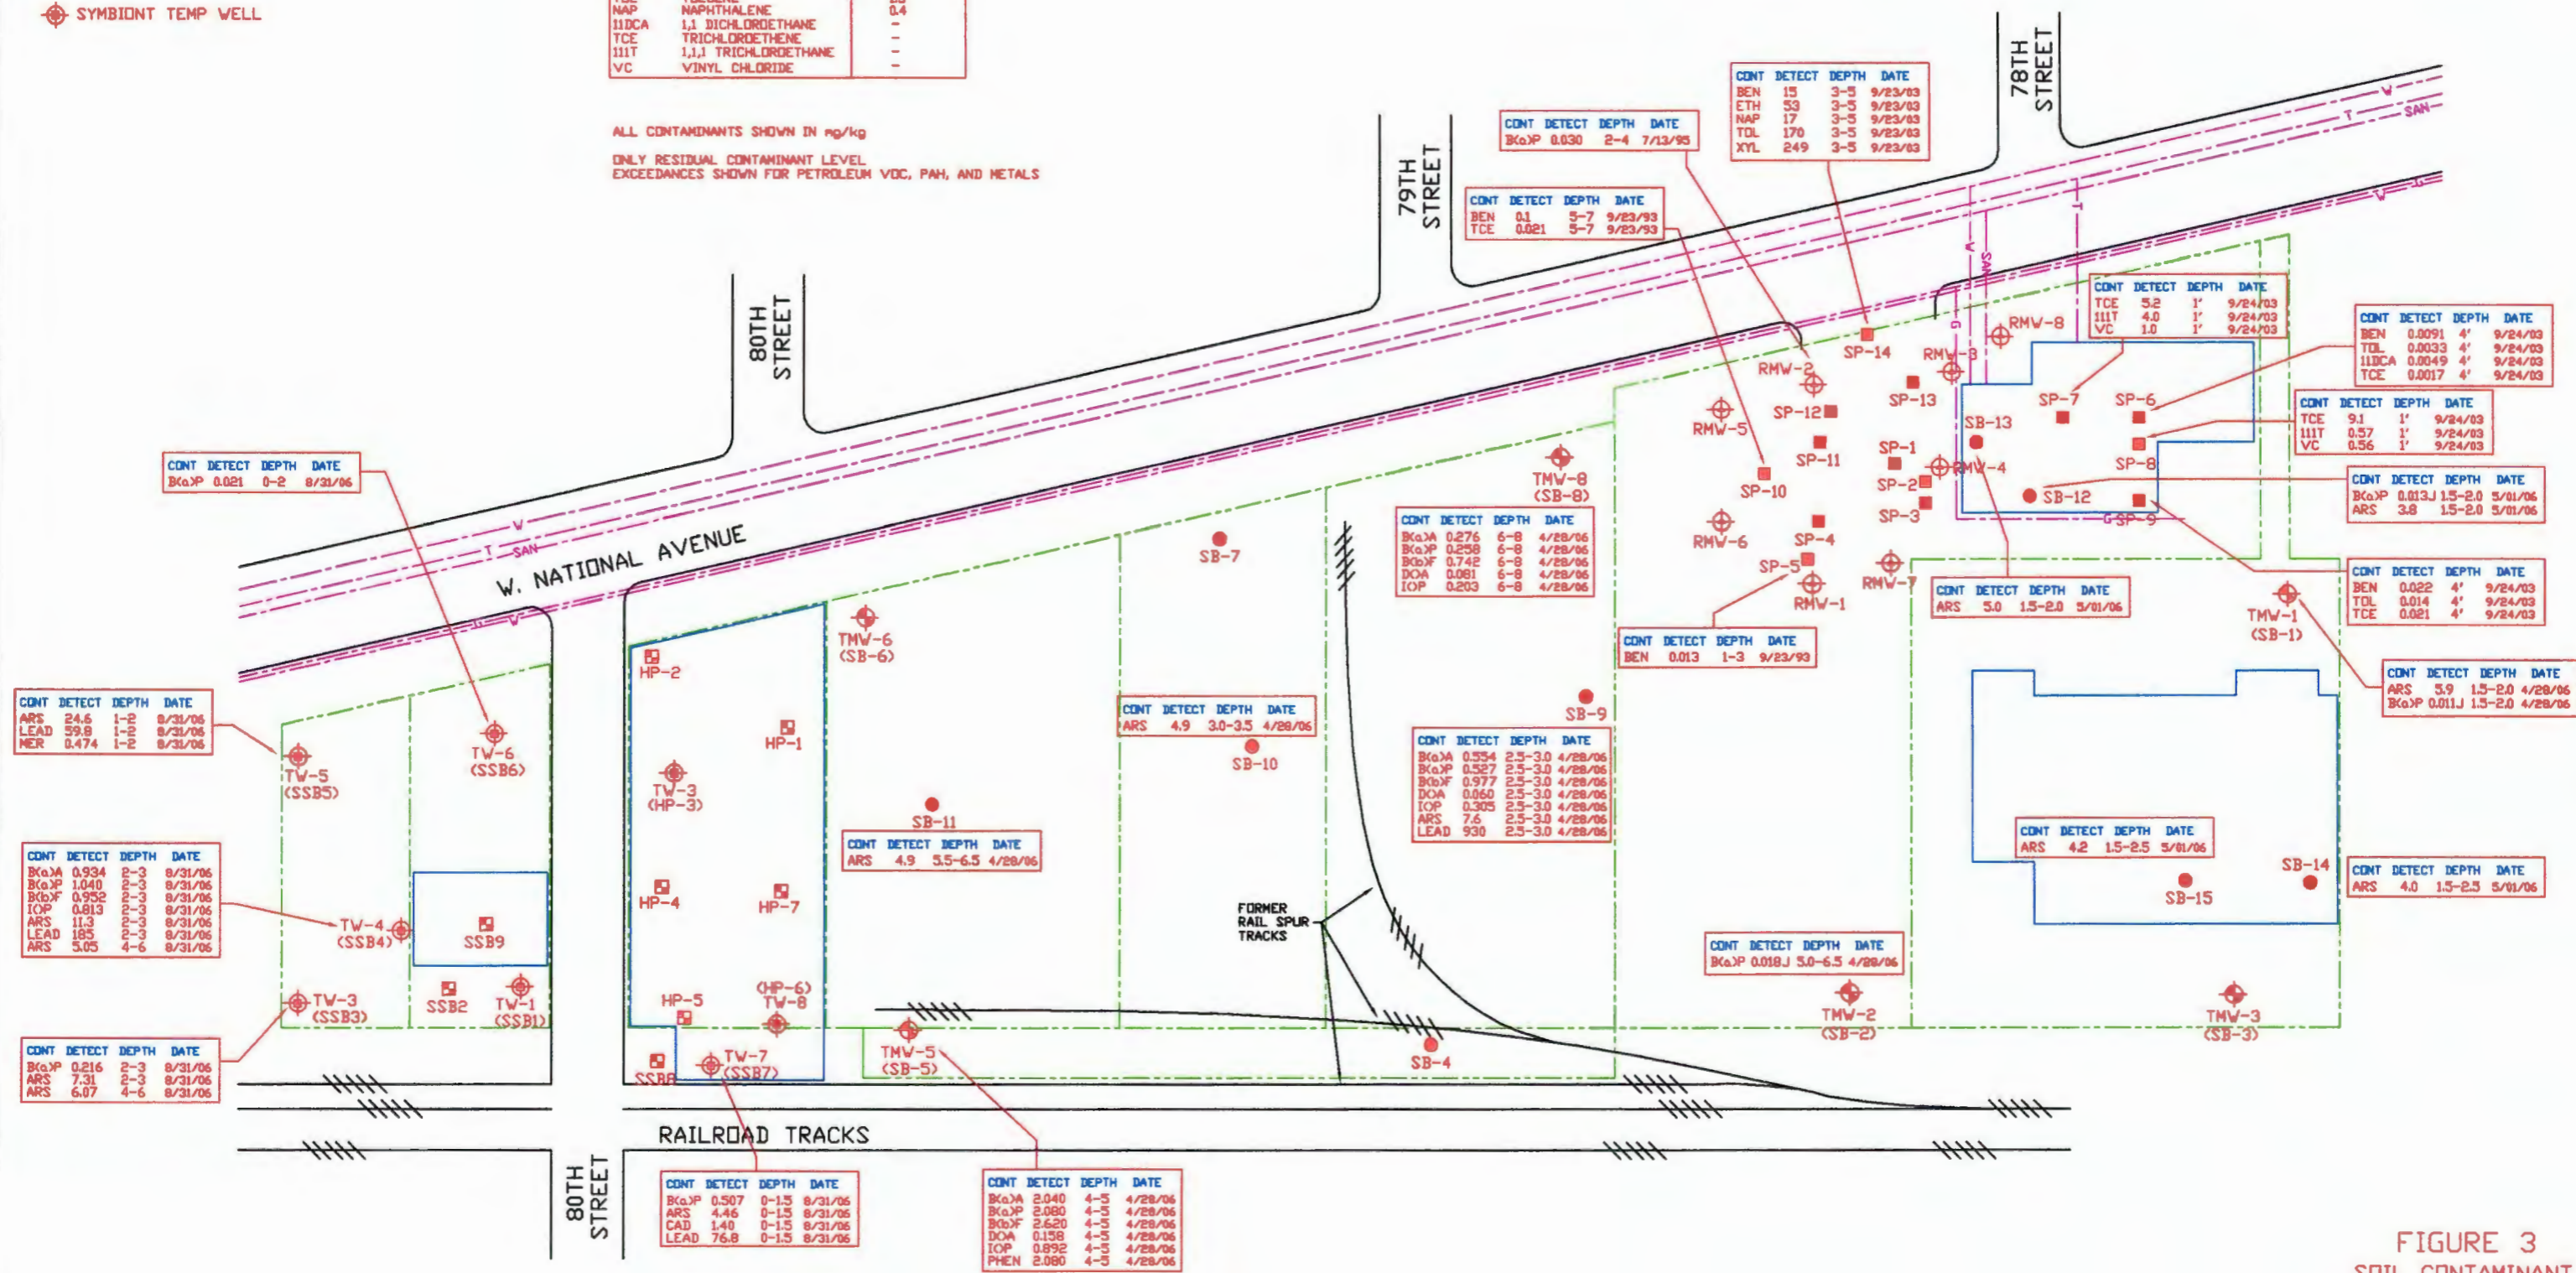 SYMBIONT TEMP WELL
NAP NAPHTHALENE 0.4
11DCA 1,1 DICHLOROETHANE -
TCE TRICHLOROETHENE -
111T 1,1,1 TRICHLOROETHANE -
VC VINYL CHLORIDE -
ALL CONTAMINANTS SHOWN IN mg/kg
ONLY RESIDUAL CONTAMINANT LEVEL
EXCEEDANCES SHOWN FOR PETROLEUM VOC, PAH, AND METALS
78TH
STREET
79TH
STREET
80TH
STREET
CONT DETECT DEPTH DATE
BEN 15 3-5 9/23/03
ETH 53 3-5 9/23/03
NAP 17 3-5 9/23/03
TOL 170 3-5 9/23/03
XYL 249 3-5 9/23/03
CONT DETECT DEPTH DATE
B(a)P 0.030 2-4 7/13/95
CONT DETECT DEPTH DATE
BEN 0.1 5-7 9/23/93
TCE 0.021 5-7 9/23/93
W
T
SAN
W
G
T
W
SAN
G
CONT DETECT DEPTH DATE
TCE 5.2 1' 9/24/03
111T 4.0 1' 9/24/03
VC 1.0 1' 9/24/03
CONT DETECT DEPTH DATE
BEN 0.0091 4' 9/24/03
TOL 0.0033 4' 9/24/03
11DCA 0.0049 4' 9/24/03
TCE 0.0017 4' 9/24/03
CONT DETECT DEPTH DATE
TCE 9.1 1' 9/24/03
111T 0.57 1' 9/24/03
VC 0.56 1' 9/24/03
CONT DETECT DEPTH DATE
B(a)P 0.013J 1.5-2.0 5/01/06
ARS 3.8 1.5-2.0 5/01/06
CONT DETECT DEPTH DATE
BEN 0.022 4' 9/24/03
TOL 0.014 4' 9/24/03
TCE 0.021 4' 9/24/03
CONT DETECT DEPTH DATE
ARS 5.0 1.5-2.0 5/01/06
CONT DETECT DEPTH DATE
ARS 5.9 1.5-2.0 4/28/06
B(a)P 0.011J 1.5-2.0 4/28/06
RMW-8
SP-14
RMW-3
RMW-2
SP-13
SP-12
RMW-5
SP-11
SP-10
SP-1
RMW-4
SP-2
SP-3
SP-4
SP-5
RMW-6
RMW-1
RMW-7
SP-7
SP-6
SB-13
SP-8
SB-12
SP-9
G
TMW-1
(SB-1)
TMW-8
(SB-8)
CONT DETECT DEPTH DATE
B(a)P 0.021 0-2 8/31/06
W
T
SAN
W. NATIONAL AVENUE
G
W
SB-7
CONT DETECT DEPTH DATE
B(a)A 0.276 6-8 4/28/06
B(a)P 0.258 6-8 4/28/06
B(b)F 0.742 6-8 4/28/06
DOA 0.081 6-8 4/28/06
IOP 0.203 6-8 4/28/06
CONT DETECT DEPTH DATE
BEN 0.013 1-3 9/23/93
TMW-6
(SB-6)
HP-2
HP-1
TW-3
(HP-3)
CONT DETECT DEPTH DATE
ARS 24.6 1-2 8/31/06
LEAD 59.8 1-2 8/31/06
MER 0.474 1-2 8/31/06
TW-5
(SSB5)
TW-6
(SSB6)
CONT DETECT DEPTH DATE
ARS 4.9 3.0-3.5 4/28/06
SB-10
SB-9
CONT DETECT DEPTH DATE
B(a)A 0.554 2.5-3.0 4/28/06
B(a)P 0.527 2.5-3.0 4/28/06
B(b)F 0.977 2.5-3.0 4/28/06
DOA 0.060 2.5-3.0 4/28/06
IOP 0.305 2.5-3.0 4/28/06
ARS 7.6 2.5-3.0 4/28/06
LEAD 930 2.5-3.0 4/28/06
SB-11
CONT DETECT DEPTH DATE
ARS 4.9 5.5-6.5 4/28/06
CONT DETECT DEPTH DATE
ARS 4.2 1.5-2.5 5/01/06
SB-15
SB-14
CONT DETECT DEPTH DATE
ARS 4.0 1.5-2.5 5/01/06
CONT DETECT DEPTH DATE
B(a)A 0.934 2-3 8/31/06
B(a)P 1.040 2-3 8/31/06
B(b)F 0.952 2-3 8/31/06
IOP 0.813 2-3 8/31/06
ARS 11.3 2-3 8/31/06
LEAD 185 2-3 8/31/06
ARS 5.05 4-6 8/31/06
TW-4
(SSB4)
SSB9
HP-4
HP-7
FORMER
RAIL SPUR
TRACKS
CONT DETECT DEPTH DATE
B(a)P 0.018J 5.0-6.5 4/28/06
TMW-2
(SB-2)
TMW-3
(SB-3)
TW-3
(SSB3)
SSB2
TW-1
(SSB1)
HP-5
(HP-6)
TW-8
SSB8
TW-7
(SSB7)
TMW-5
(SB-5)
SB-4
CONT DETECT DEPTH DATE
B(a)P 0.216 2-3 8/31/06
ARS 7.31 2-3 8/31/06
ARS 6.07 4-6 8/31/06
RAILROAD TRACKS
80TH
STREET
CONT DETECT DEPTH DATE
B(a)P 0.507 0-1.5 8/31/06
ARS 4.46 0-1.5 8/31/06
CAD 1.40 0-1.5 8/31/06
LEAD 76.8 0-1.5 8/31/06
CONT DETECT DEPTH DATE
B(a)A 2.040 4-5 4/28/06
B(a)P 2.080 4-5 4/28/06
B(b)F 2.620 4-5 4/28/06
DOA 0.158 4-5 4/28/06
IOP 0.892 4-5 4/28/06
PHEN 2.080 4-5 4/28/06
FIGURE 3
SOIL CONTAMINANT